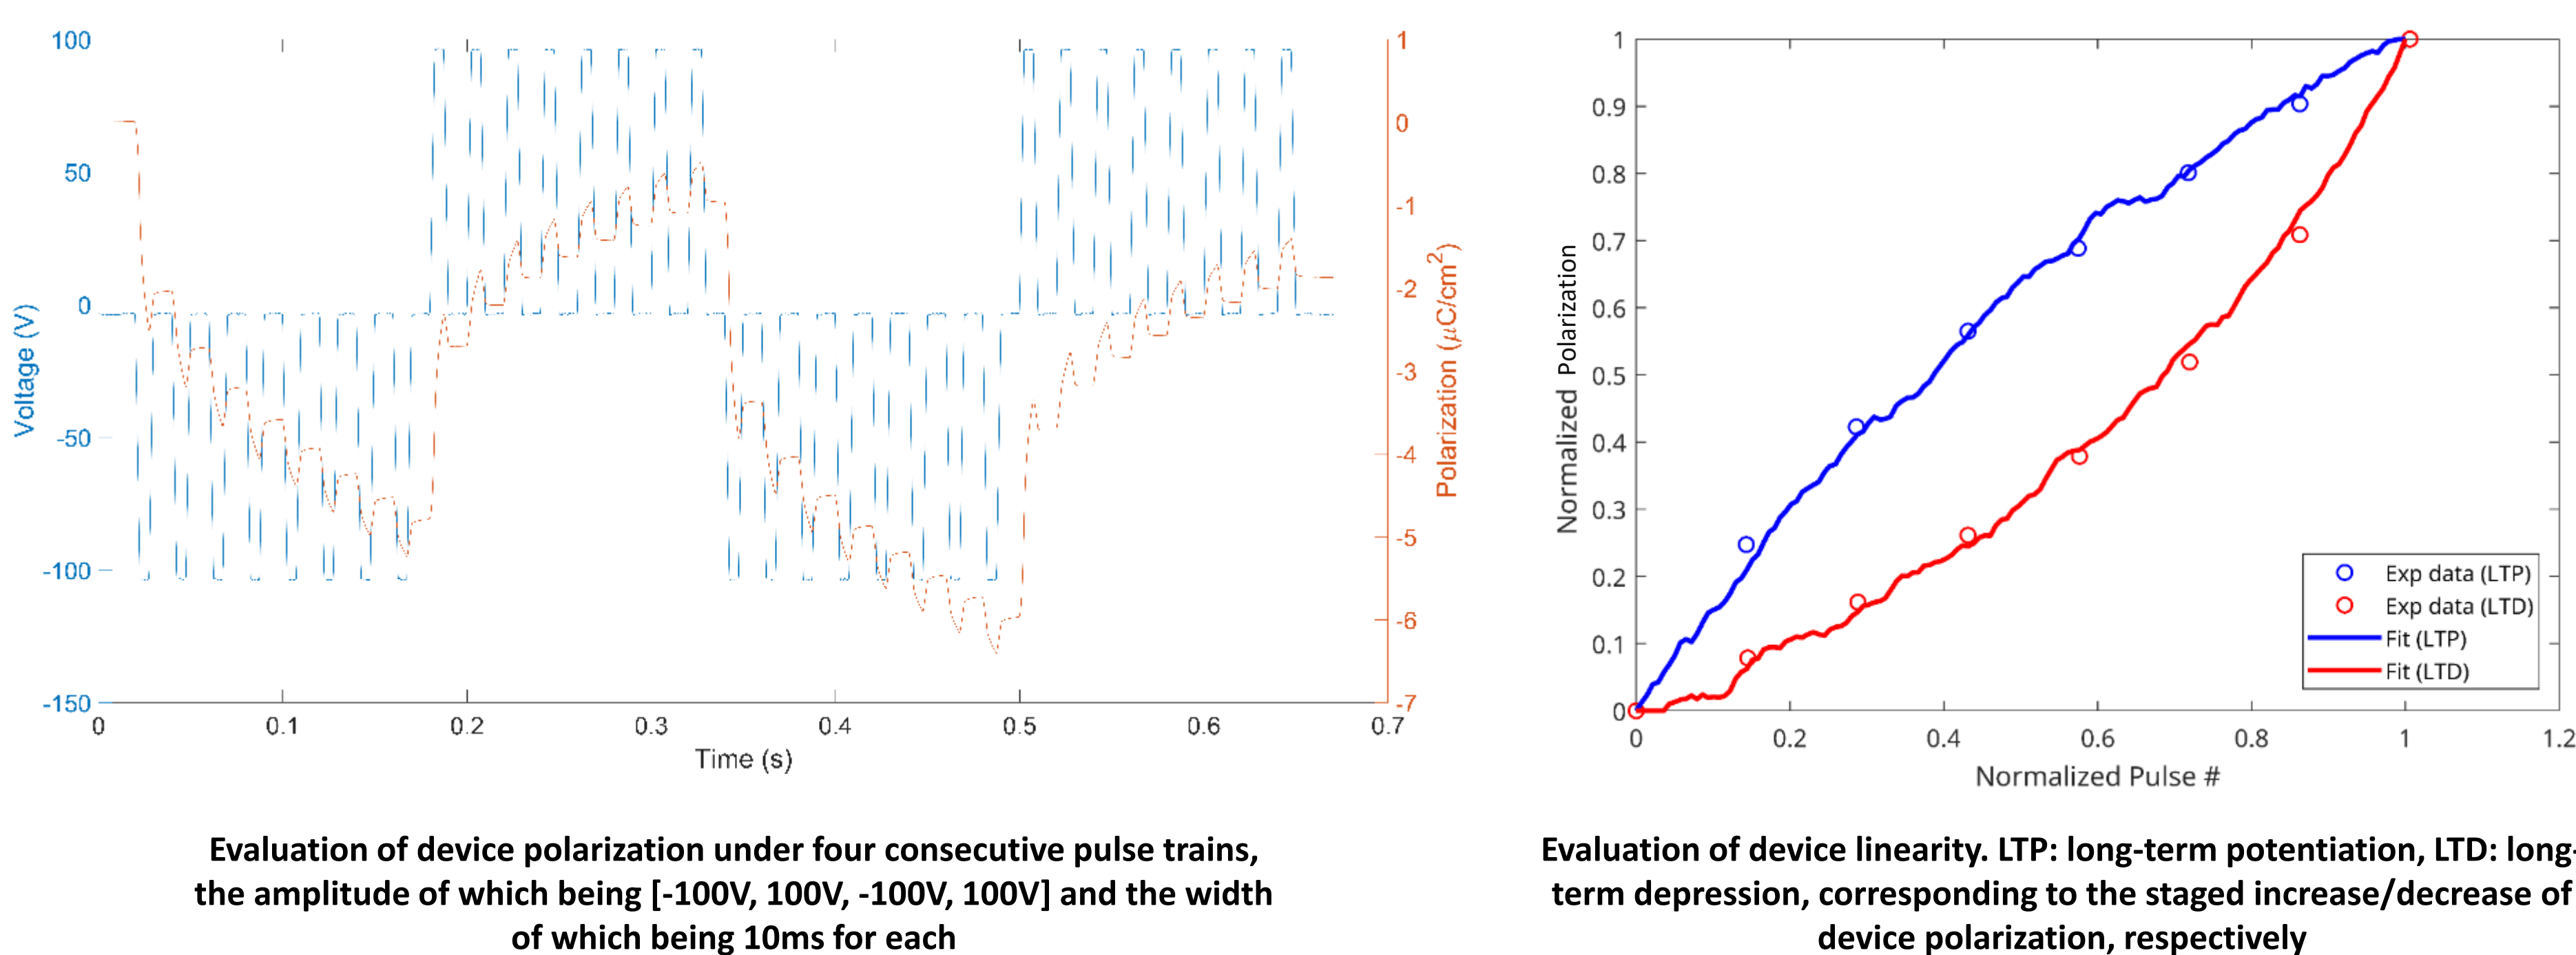 100
50
0
-50
-100
-150
Voltage (V)
1
0
-1
-2
-3
-4
-5
-6
-7
Polarization (μC/cm2)
0 0.1 0.2 0.3 0.4 0.5 0.6 0.7
Time (s)
Evaluation of device polarization under four consecutive pulse trains,
the amplitude of which being [-100V, 100V, -100V, 100V] and the width
of which being 10ms for each
1
0.9
0.8
0.7
0.6
0.5
0.4
0.3
0.2
0.1
0
Normalized Polarization
0 0.2 0.4 0.6 0.8 1 1.2
Normalized Pulse #
Exp data (LTP)
Exp data (LTD)
Fit (LTP)
Fit (LTD)
Evaluation of device linearity. LTP: long-term potentiation, LTD: long-
term depression, corresponding to the staged increase/decrease of
device polarization, respectively